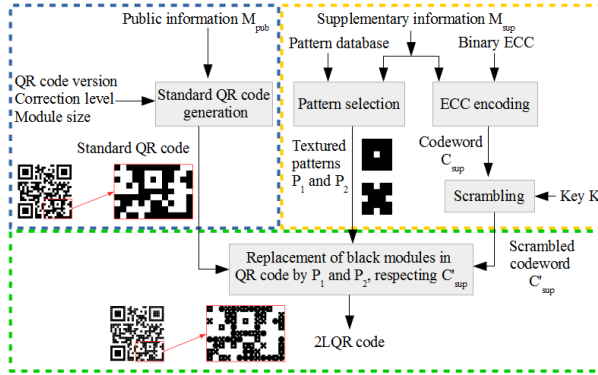 Public information M_pub
Supplementary information M_sup
Pattern database
Binary ECC
QR code version
Correction level
Module size
Standard QR code
generation
Pattern selection
ECC encoding
Textured
patterns
P_1 and P_2
Codeword
C_sup
Standard QR code
Scrambling
Key K
Replacement of black modules in
QR code by P_1 and P_2, respecting C'_sup
Scrambled
codeword
C'_sup
2LQR code